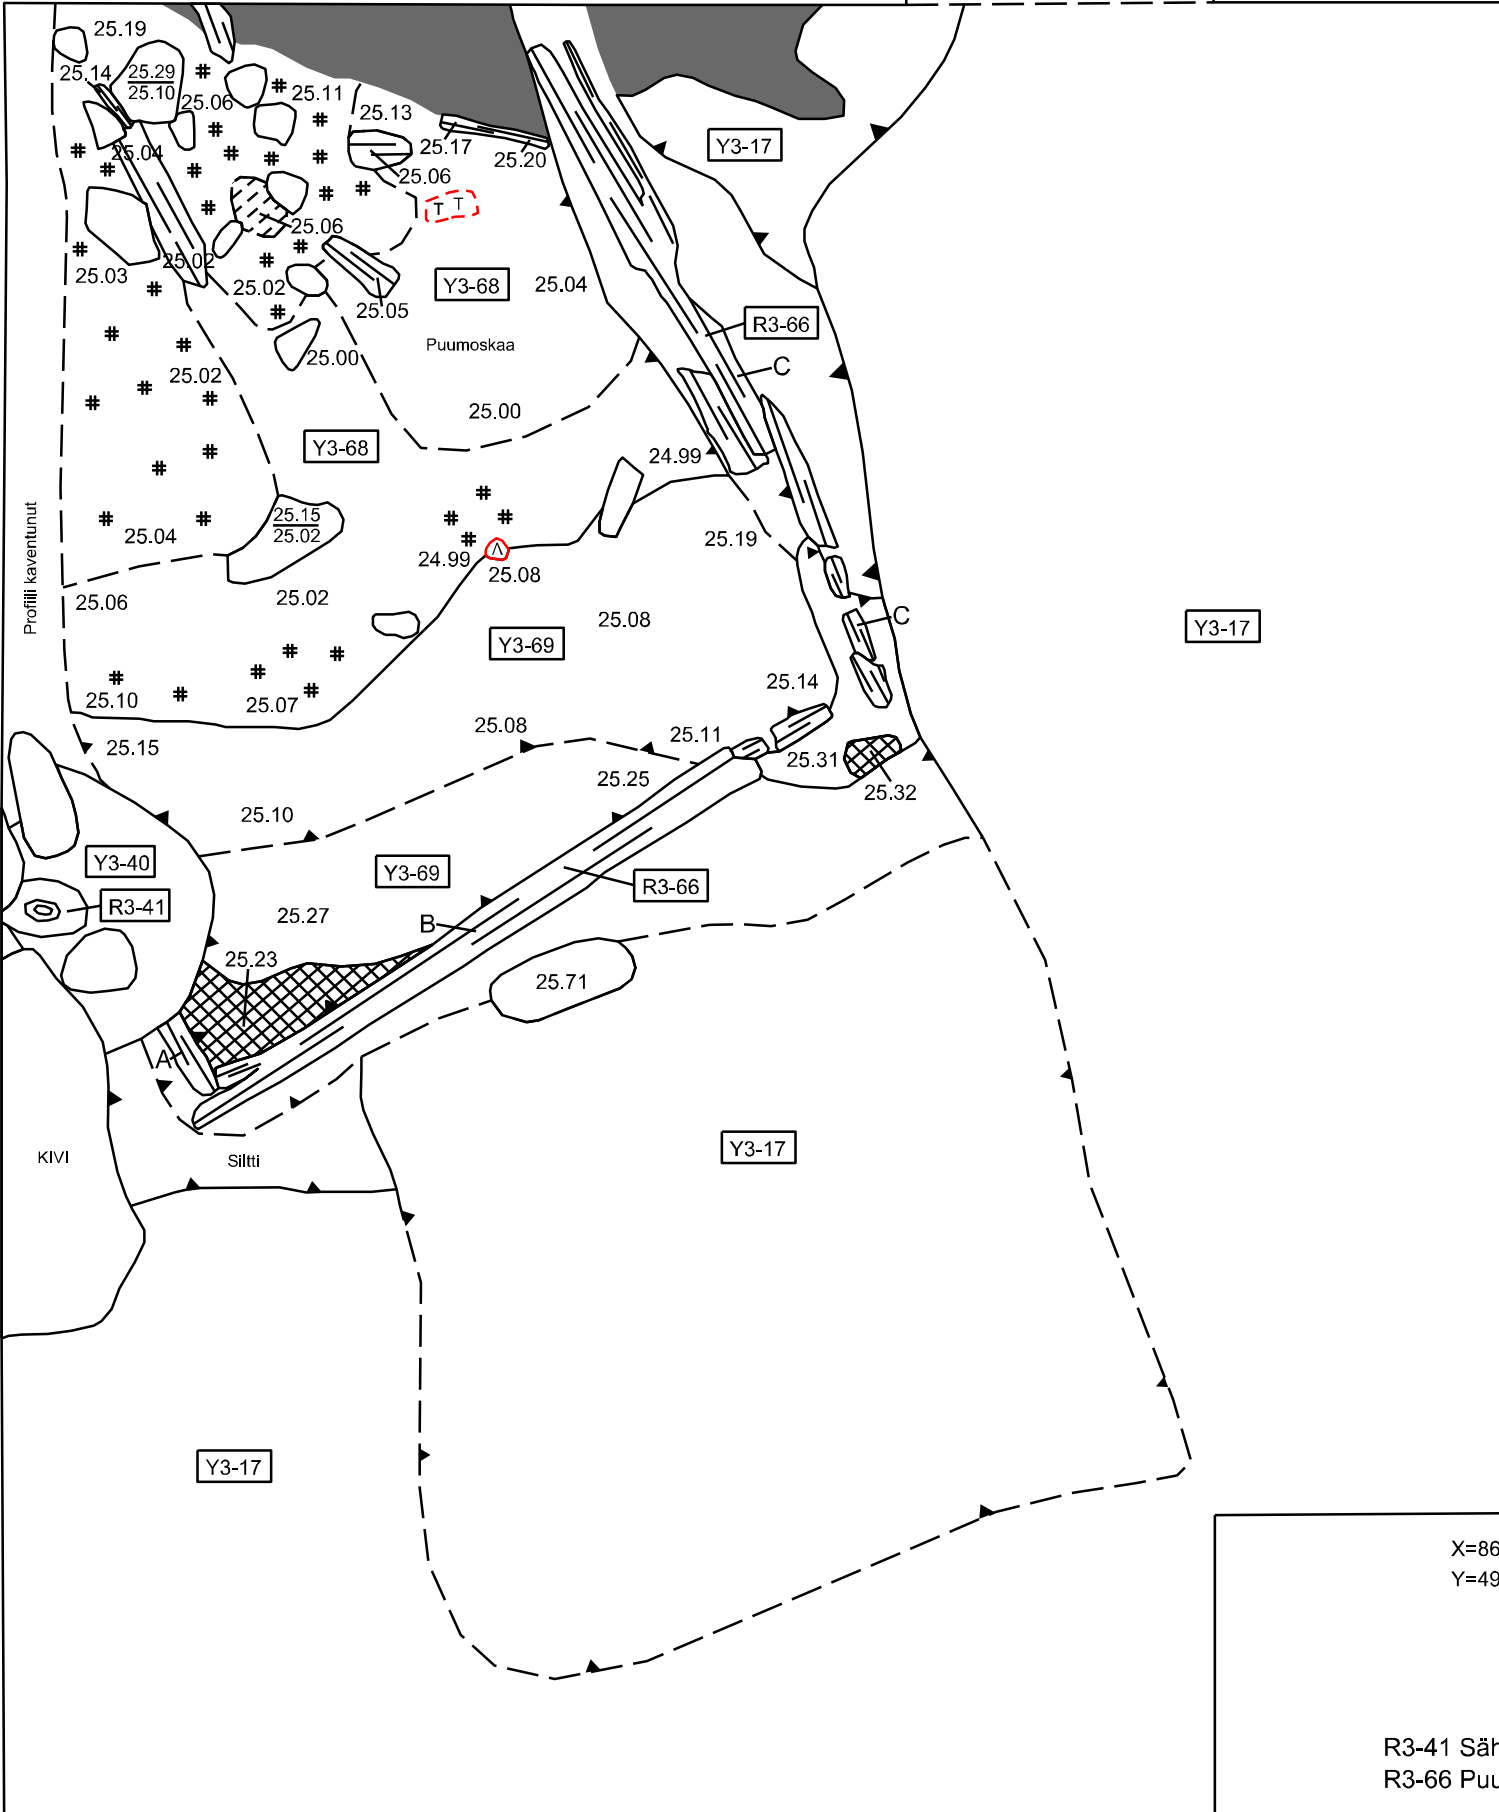 25.19
25.14
25.29
25.10
25.06
25.11
25.13
25.17
25.20
Y3-17
25.04
25.06
T T
25.06
25.03
25.02
25.02
25.05
Y3-68
25.04
R3-66
Puumoskaa
25.00
25.02
C
25.00
Y3-68
24.99
25.15
25.02
25.04
25.19
24.99
25.08
Profiili kaventunut
25.06
25.02
25.08
C
Y3-17
Y3-69
25.10
25.07
25.14
25.08
25.11
25.15
25.31
25.25
25.32
25.10
Y3-40
Y3-69
R3-66
R3-41
25.27
B
25.23
25.71
A
KIVI
Siltti
Y3-17
Y3-17
X=86
Y=49
R3-41 Säh
R3-66 Puu